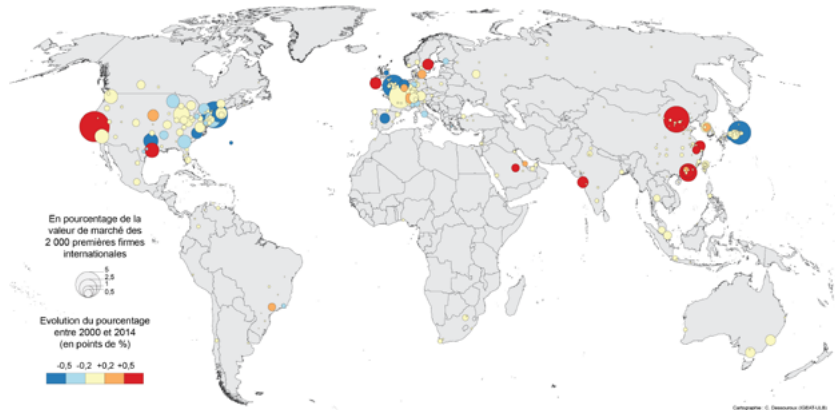 En pourcentage de la
valeur de marché des
2 000 premières firmes
internationales
5
2,5
1
0,5
Evolution du pourcentage
entre 2000 et 2014
(en points de %)
-0,5 -0,2 +0,2 +0,5
Cartographie : C.